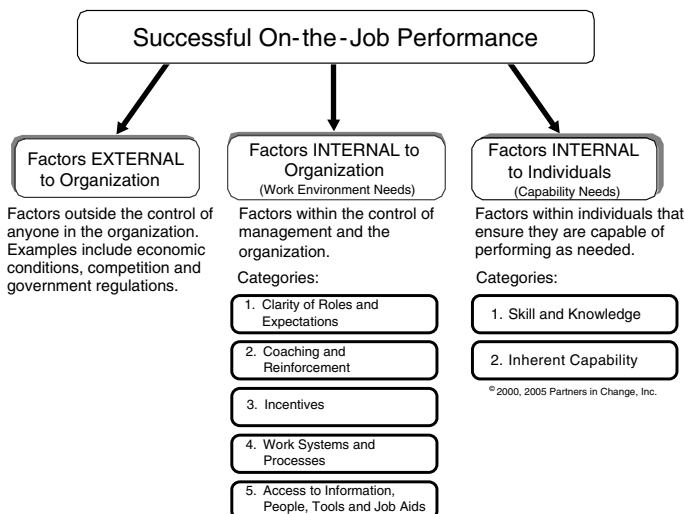 Successful On-the-Job Performance
Factors EXTERNAL
to Organization
Factors outside the control of
anyone in the organization.
Examples include economic
conditions, competition and
government regulations.
Factors INTERNAL to
Organization
(Work Environment Needs)
Factors within the control of
management and the
organization.
Categories:
1. Clarity of Roles and
Expectations
2. Coaching and
Reinforcement
3. Incentives
4. Work Systems and
Processes
5. Access to Information,
People, Tools and Job Aids
Factors INTERNAL
to Individuals
(Capability Needs)
Factors within individuals that
ensure they are capable of
performing as needed.
Categories:
1. Skill and Knowledge
2. Inherent Capability
© 2000, 2005 Partners in Change, Inc.